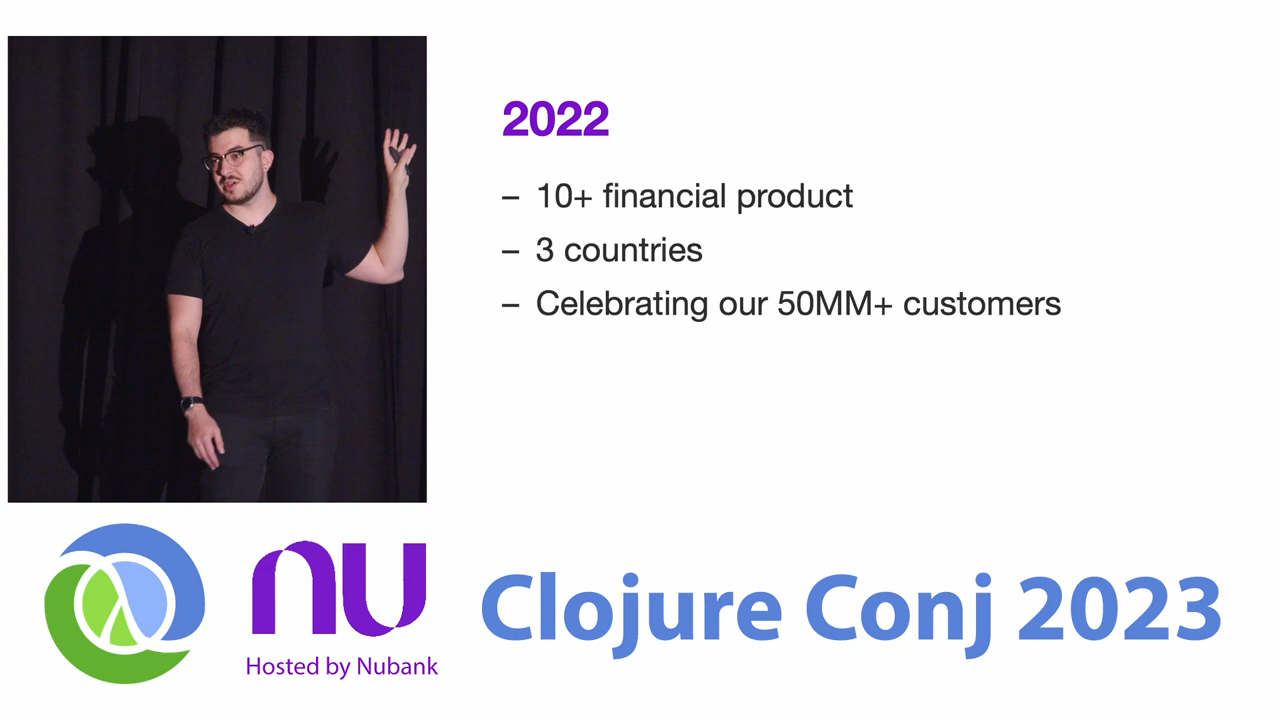 2022
– 10+ financial product
– 3 countries
– Celebrating our 50MM+ customers
nu
Hosted by Nubank
Clojure Conj 2023